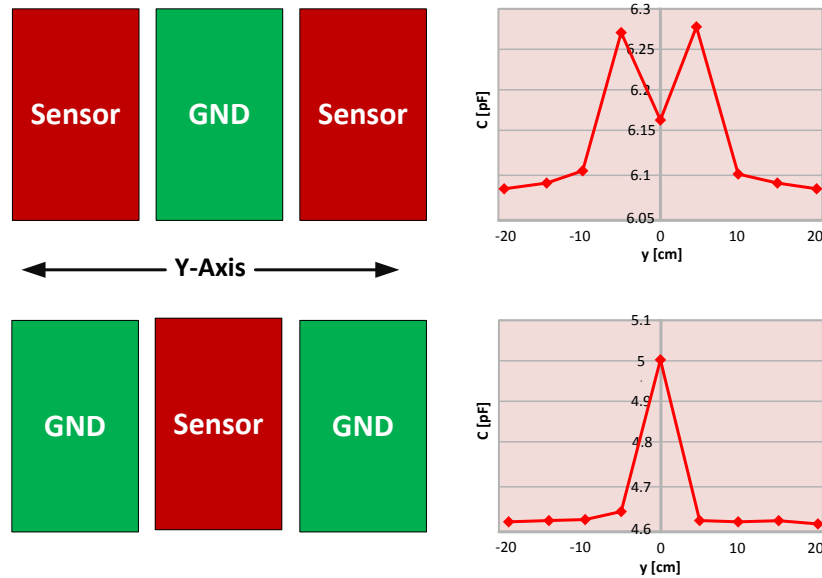 Sensor
GND
Sensor
C [pF]
6.3
6.25
6.2
6.15
6.1
6.05
-20
-10
0
10
20
y [cm]
Y-Axis
GND
Sensor
GND
C [pF]
5.1
5
4.9
4.8
4.7
4.6
-20
-10
0
10
20
y [cm]